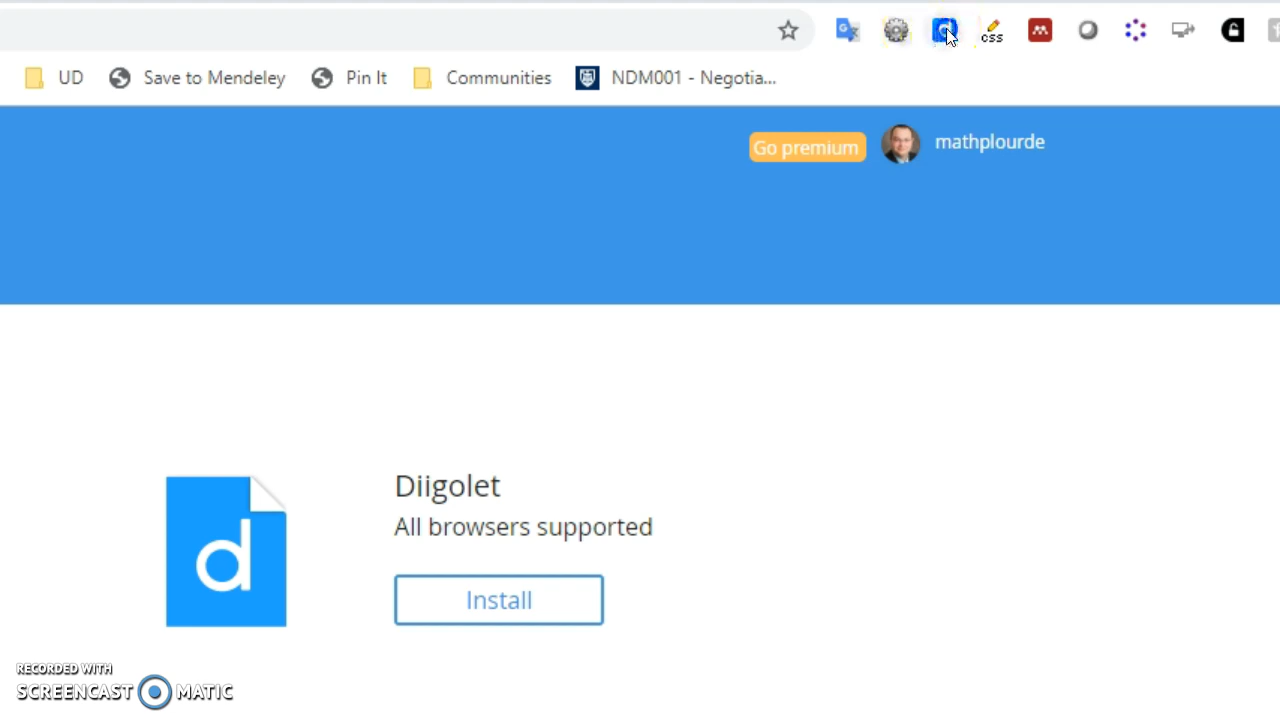 css
UD Save to Mendeley Pin It Communities NDM001 - Negotia...
Go premium mathplourde
Diigolet
All browsers supported
d
Install
RECORDED WITH
SCREENCAST MATIC